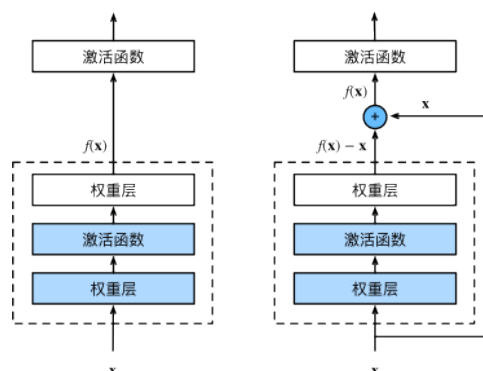 激活函数
f(x)
权重层
激活函数
权重层
x
激活函数
f(x)
x
+
f(x) − x
权重层
激活函数
权重层
x